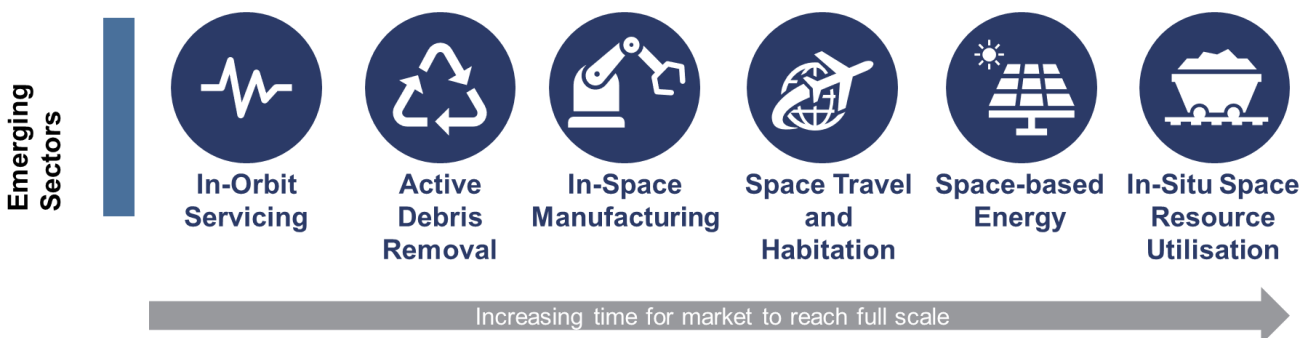 Emerging
Sectors
In-Orbit
Servicing
Active
Debris
Removal
In-Space
Manufacturing
Space Travel
and
Habitation
Space-based
Energy
In-Situ Space
Resource
Utilisation
Increasing time for market to reach full scale